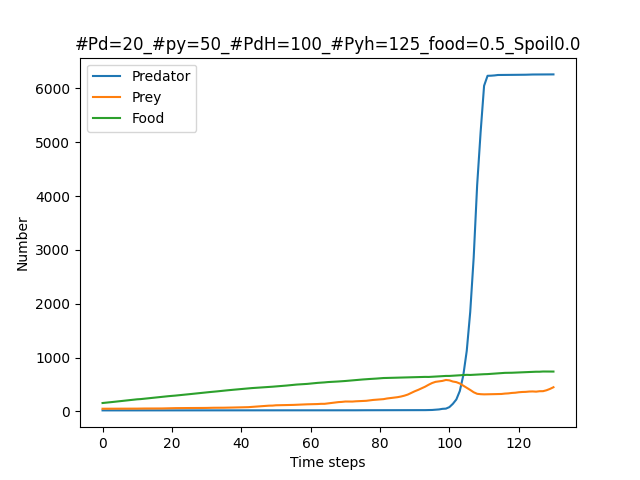 #Pd=20_#py=50_#PdH=100_#Pyh=125_food=0.5_Spoil0.0
Predator
Prey
Food
Number
6000
5000
4000
3000
2000
1000
0
0 20 40 60 80 100 120
Time steps